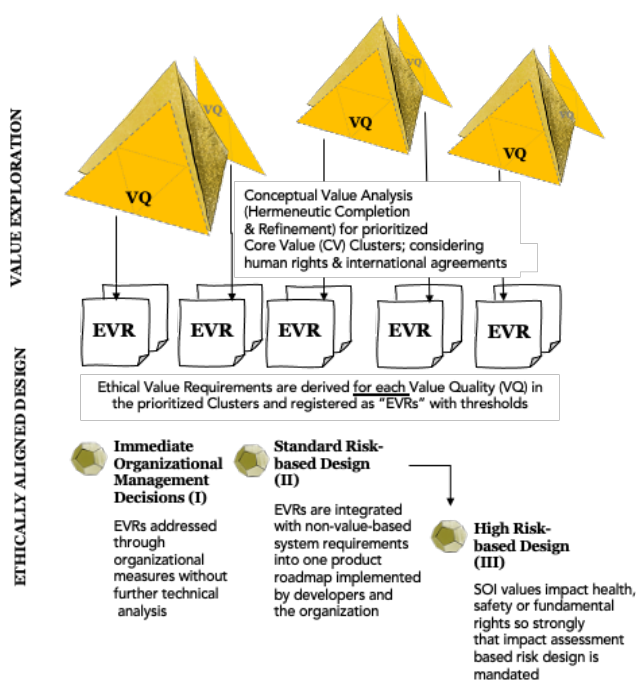 VALUE EXPLORATION
VQ
VQ
VQ
VQ
VQ
VQ
Conceptual Value Analysis
(Hermeneutic Completion
& Refinement) for prioritized
Core Value (CV) Clusters; considering
human rights & international agreements
EVR
EVR
EVR
EVR
EVR
ETHICALLY ALIGNED DESIGN
Ethical Value Requirements are derived for each Value Quality (VQ) in
the prioritized Clusters and registered as “EVRs” with thresholds
Immediate
Organizational
Management
Decisions (I)
EVRs addressed
through
organizational
measures without
further technical
analysis
Standard Risk-
based Design
(II)
EVRs are integrated
with non-value-based
system requirements
into one product
roadmap implemented
by developers and
the organization
High Risk-
based Design
(III)
SOI values impact health,
safety or fundamental
rights so strongly
that impact assessment
based risk design is
mandated